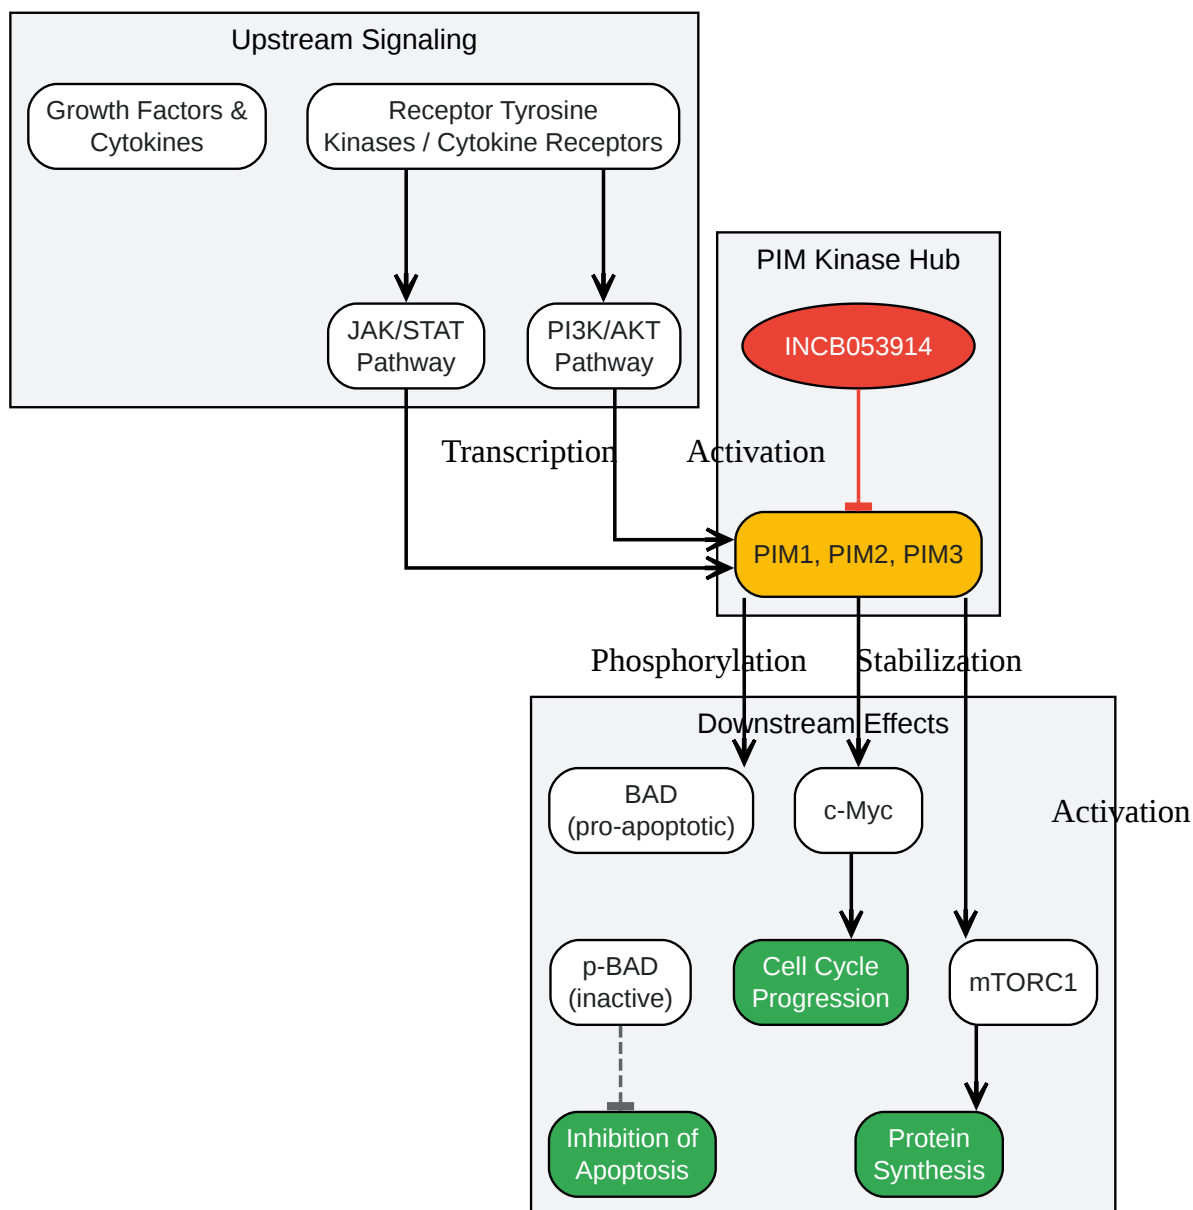 Upstream Signaling
Growth Factors &
Cytokines
Receptor Tyrosine
Kinases / Cytokine Receptors
JAK/STAT
Pathway
PI3K/AKT
Pathway
PIM Kinase Hub
INCB053914
Transcription
Activation
PIM1, PIM2, PIM3
Phosphorylation
Stabilization
Downstream Effects
BAD
(pro-apoptotic)
c-Myc
Activation
p-BAD
(inactive)
Cell Cycle
Progression
mTORC1
Inhibition of
Apoptosis
Protein
Synthesis